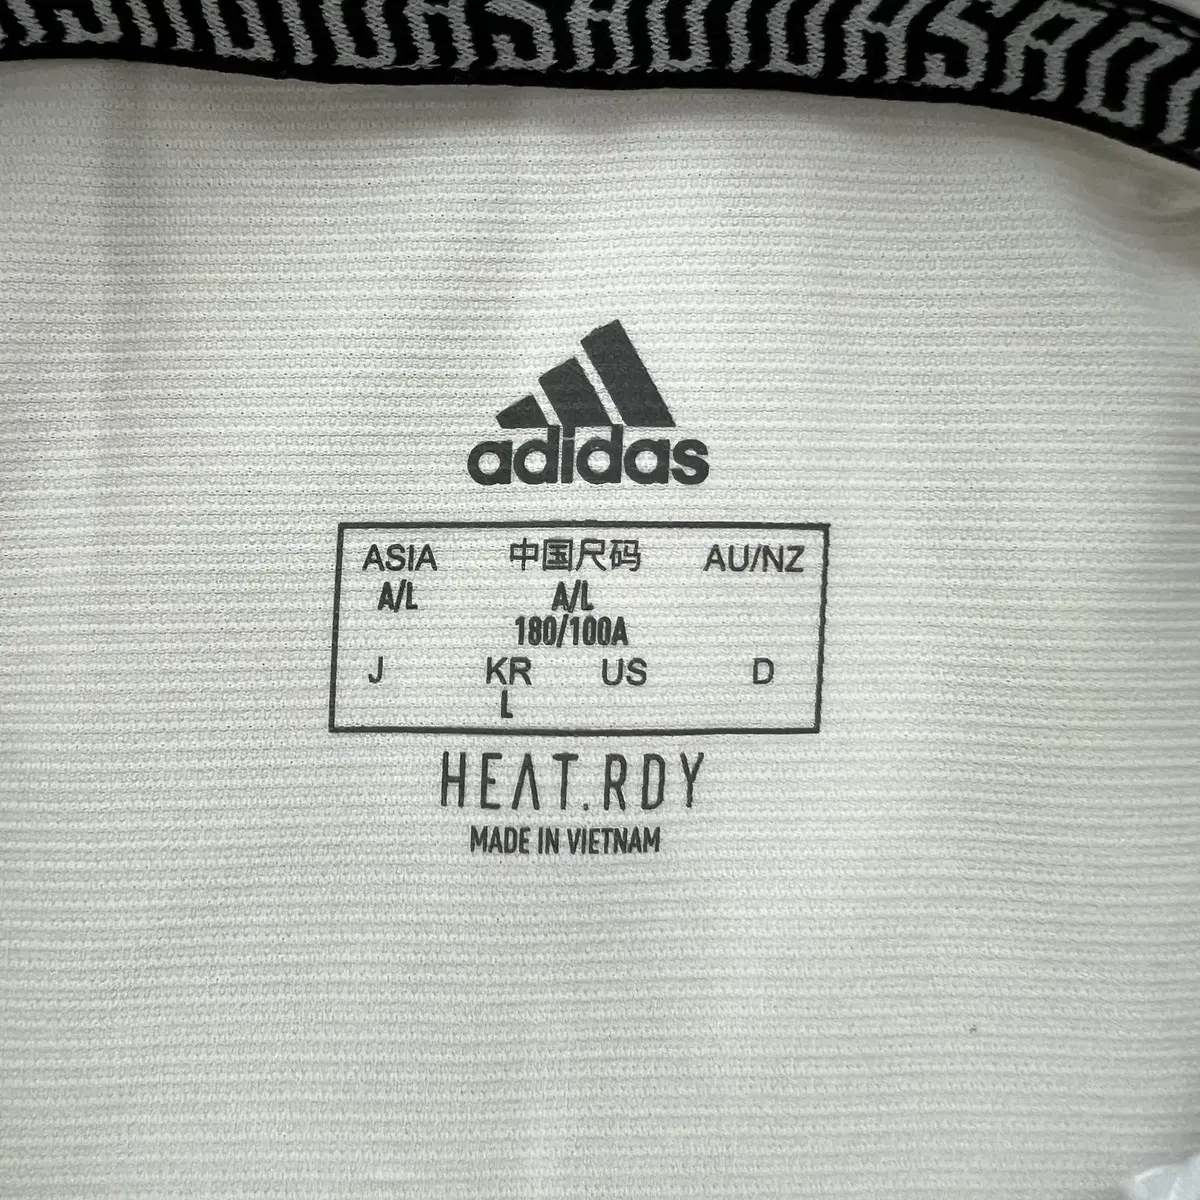 adidas
ASIA 中国尺码 AU/NZ
A/L A/L
180/100A
J KR US D
L
HEAT.RDY
MADE IN VIETNAM